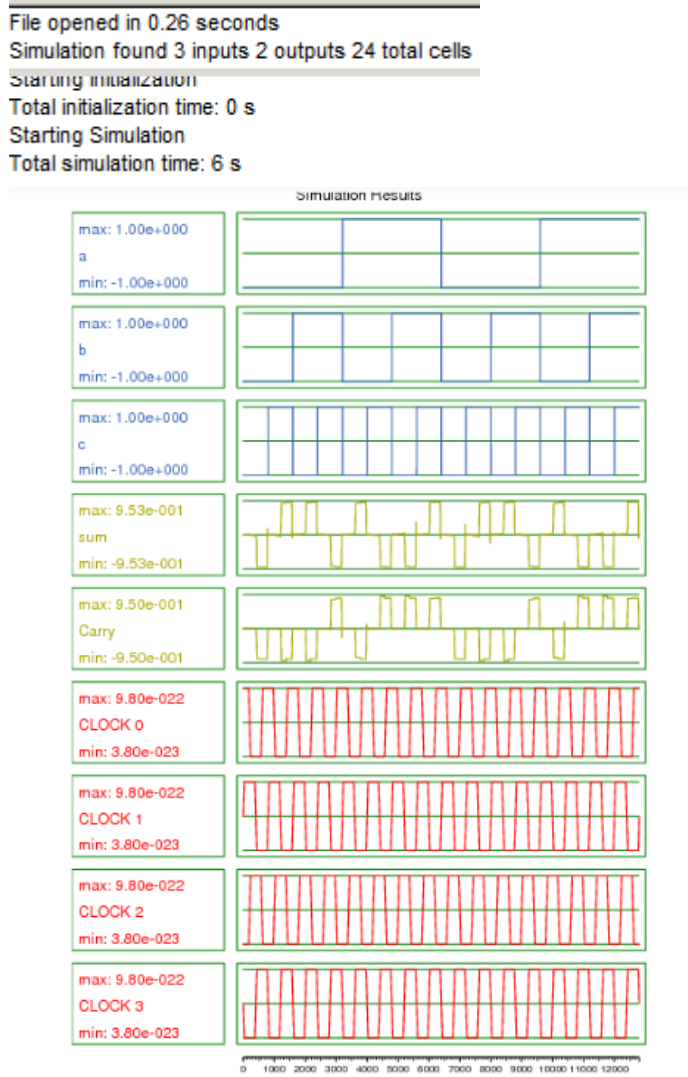 File opened in 0.26 seconds
Simulation found 3 inputs 2 outputs 24 total cells
Starting initialization
Total initialization time: 0 s
Starting Simulation
Total simulation time: 6 s
Simulation Results
max: 1.00e+000
a
min: -1.00e+000
max: 1.00e+000
b
min: -1.00e+000
max: 1.00e+000
c
min: -1.00e+000
max: 9.53e-001
sum
min: -9.53e-001
max: 9.50e-001
Carry
min: -9.50e-001
max: 9.80e-022
CLOCK 0
min: 3.80e-023
max: 9.80e-022
CLOCK 1
min: 3.80e-023
max: 9.80e-022
CLOCK 2
min: 3.80e-023
max: 9.80e-022
CLOCK 3
min: 3.80e-023
0 1000 2000 3000 4000 5000 6000 7000 8000 9000 10000 11000 12000